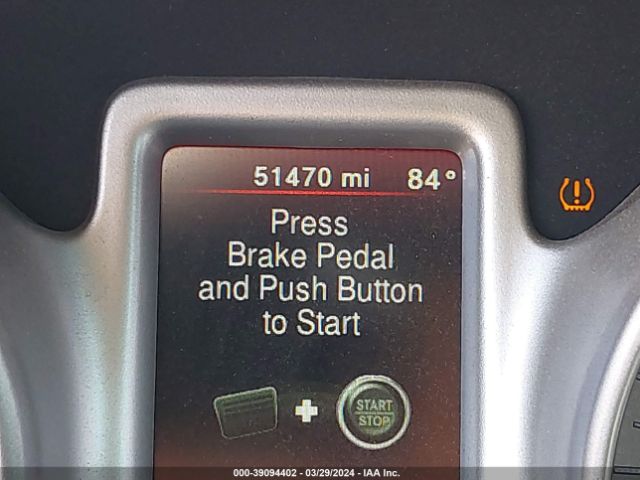 51470 mi 84°
Press
Brake Pedal
and Push Button
to Start
START
STOP
000-39094402 - 03/29/2024 - IAA Inc.